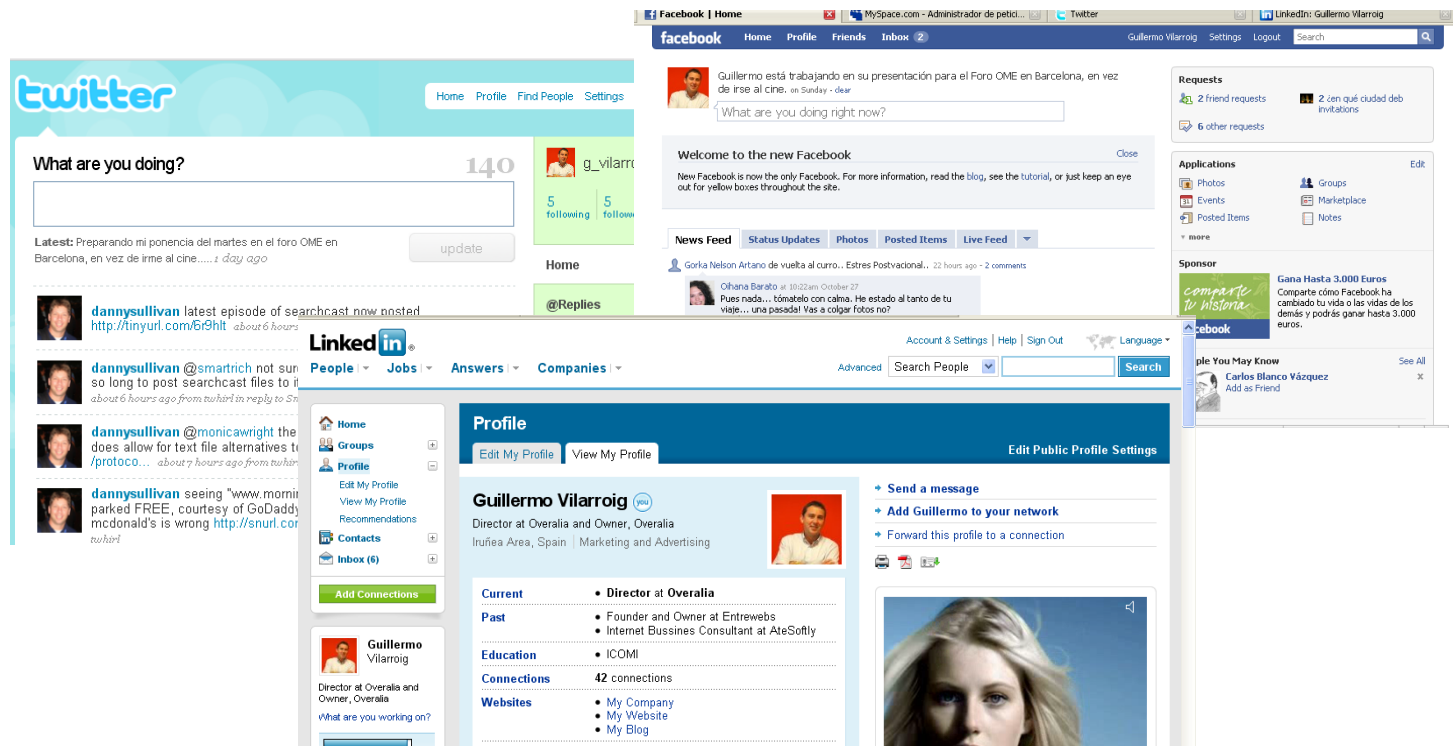 Facebook | Home
MySpace.com - Administrador de petici...
Twitter
LinkedIn: Guillermo Vilarroig
facebook Home Profile Friends Inbox 2
Guillermo Vilarroig Settings Logout Search
Guillermo está trabajando en su presentación para el Foro OME en Barcelona, en vez
de irse al cine. on Sunday - clear
What are you doing right now?
Welcome to the new Facebook Close
New Facebook is now the only Facebook. For more information, read the blog, see the tutorial, or just keep an eye
out for yellow boxes throughout the site.
News Feed Status Updates Photos Posted Items Live Feed
Gorka Nelson Artano de vuelta al curro.. Estres Postvacional.. 22 hours ago - 2 comments
Oihana Barato at 10:22am October 27
Pues nada... tómatelo con calma. He estado al tanto de tu
viaje... una pasada! Vas a colgar fotos no?
Requests
2 friend requests
2 ¿en qué ciudad deb
invitations
6 other requests
Applications Edit
Photos Groups
Events Marketplace
Posted Items Notes
more
Sponsor
comparte
tu historia
cebook
Gana Hasta 3.000 Euros
Comparte cómo Facebook ha
cambiado tu vida o las vidas de los
demás y podrás ganar hasta 3.000
euros.
ple You May Know See All
Carlos Blanco Vázquez x
Add as Friend
twitter
Home Profile Find People Settings
What are you doing? 140
Latest: Preparando mi ponencia del martes en el foro OME en
Barcelona, en vez de irme al cine..... 1 day ago
update
g_vilarro
5 5
following follow
Home
@Replies
dannysullivan latest episode of searchcast now posted
http://tinyurl.com/6r9hlt about 6 hours
dannysullivan @smartrich not sur
so long to post searchcast files to it
about 6 hours ago from twhirl in reply to Sm
dannysullivan @monicawright the
does allow for text file alternatives to
/protoco... about 7 hours ago from twhir
dannysullivan seeing "www.mornin
parked FREE, courtesy of GoDaddy
mcdonald's is wrong http://snurl.com
twhirl
Linked in ®
Account & Settings | Help | Sign Out Language
People Jobs Answers Companies
Advanced Search People Search
Home
Groups
Profile
Edit My Profile
View My Profile
Recommendations
Contacts
Inbox (6)
Add Connections
Guillermo
Vilarroig
Director at Overalia and
Owner, Overalia
What are you working on?
Profile
Edit My Profile View My Profile
Edit Public Profile Settings
Guillermo Vilarroig you
Director at Overalia and Owner, Overalia
Iruñea Area, Spain | Marketing and Advertising
Current • Director at Overalia
Past • Founder and Owner at Entrewebs
• Internet Bussines Consultant at AteSoftly
Education • ICOMI
Connections 42 connections
Websites • My Company
• My Website
• My Blog
Send a message
Add Guillermo to your network
Forward this profile to a connection